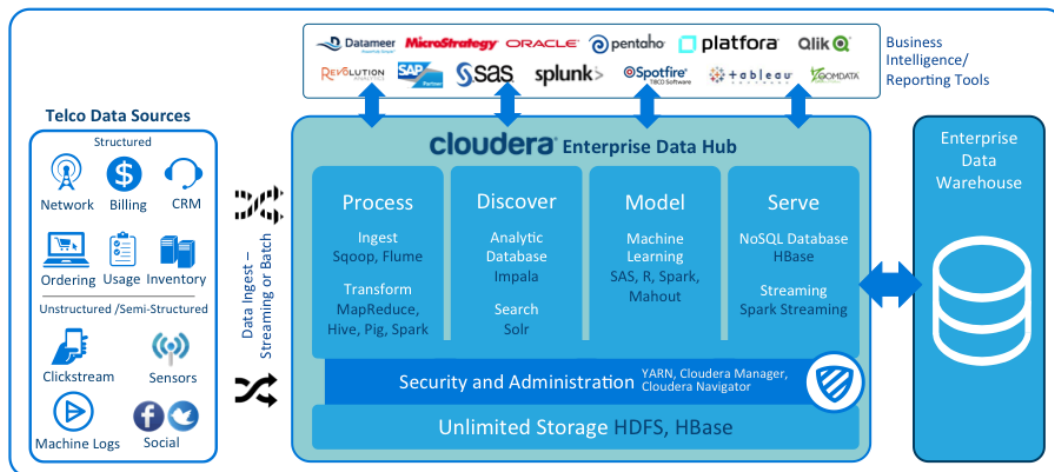 Datameer MicroStrategy ORACLE pentaho platfora Qlik Q
REVOLUTION SAP Partner sas splunk> Spotfire TIBCO Software +tableau ZOOMDATA
Business
Intelligence/
Reporting Tools
Telco Data Sources
Structured
Network Billing CRM
Ordering Usage Inventory
Unstructured /Semi-Structured
Clickstream Sensors
Machine Logs Social
Data Ingest –
Streaming or Batch
cloudera Enterprise Data Hub
Process
Ingest
Sqoop, Flume
Transform
MapReduce,
Hive, Pig, Spark
Discover
Analytic
Database
Impala
Search
Solr
Model
Machine
Learning
SAS, R, Spark,
Mahout
Serve
NoSQL Database
HBase
Streaming
Spark Streaming
Security and Administration YARN, Cloudera Manager,
Cloudera Navigator
Unlimited Storage HDFS, HBase
Enterprise
Data
Warehouse